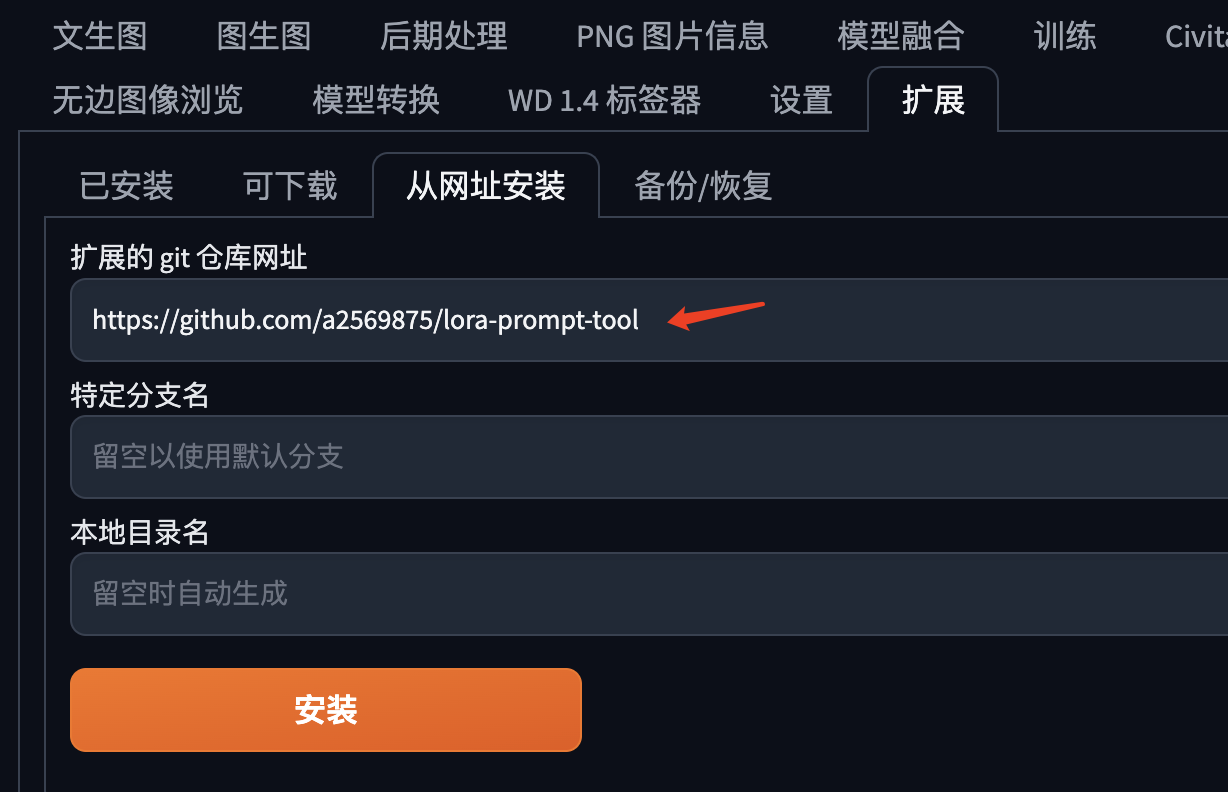 文生图 图生图 后期处理 PNG 图片信息 模型融合 训练
无边图像浏览 模型转换 WD 1.4 标签器 设置 扩展
已安装 可下载 从网址安装 备份/恢复
扩展的 git 仓库网址
https://github.com/a2569875/lora-prompt-tool
特定分支名
留空以使用默认分支
本地目录名
留空时自动生成
安装